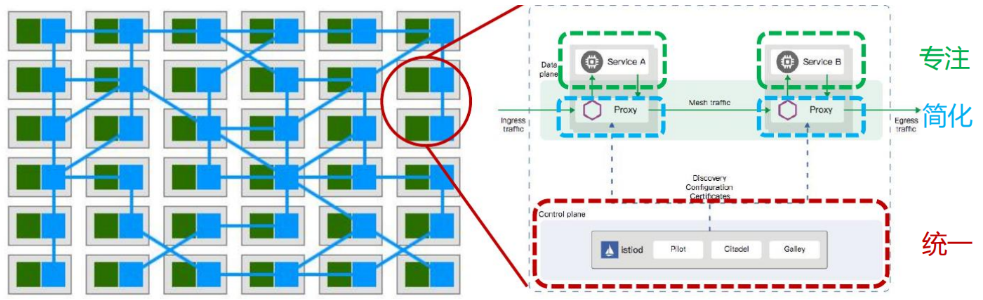 Service A
Service B
专注
Data
plane
Proxy
Mesh traffic
Proxy
简化
Ingress
traffic
Egress
traffic
Discovery
Configuration
Certificates
Control plane
istiod
Pilot
Citadel
Galley
统一